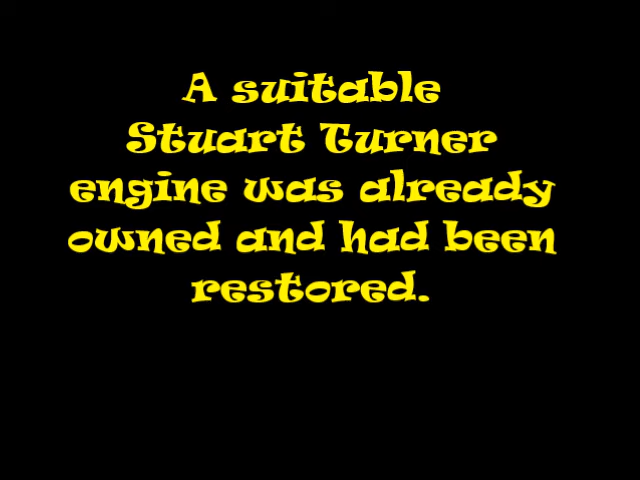 A suitable
Stuart Turner
engine was already
owned and had been
restored.